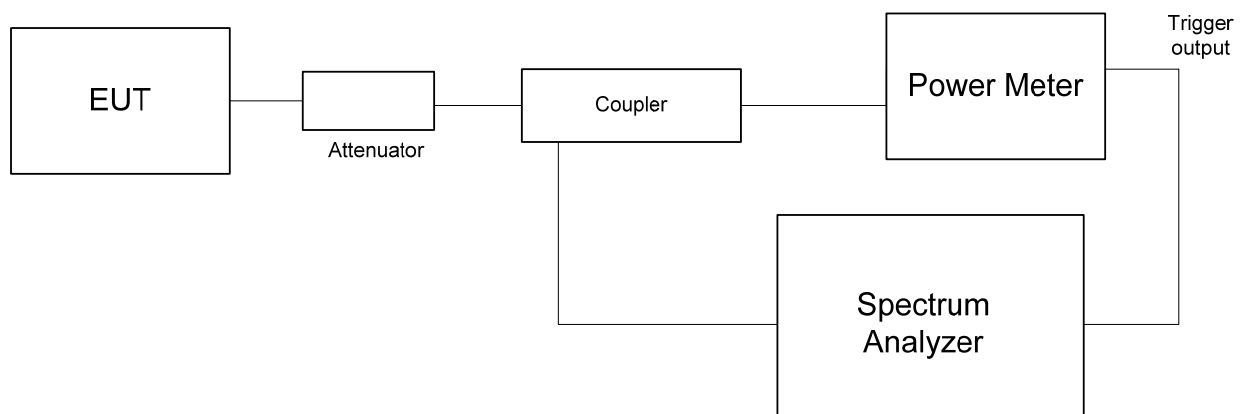 EUT
Attenuator
Coupler
Power Meter
Trigger
output
Spectrum
Analyzer